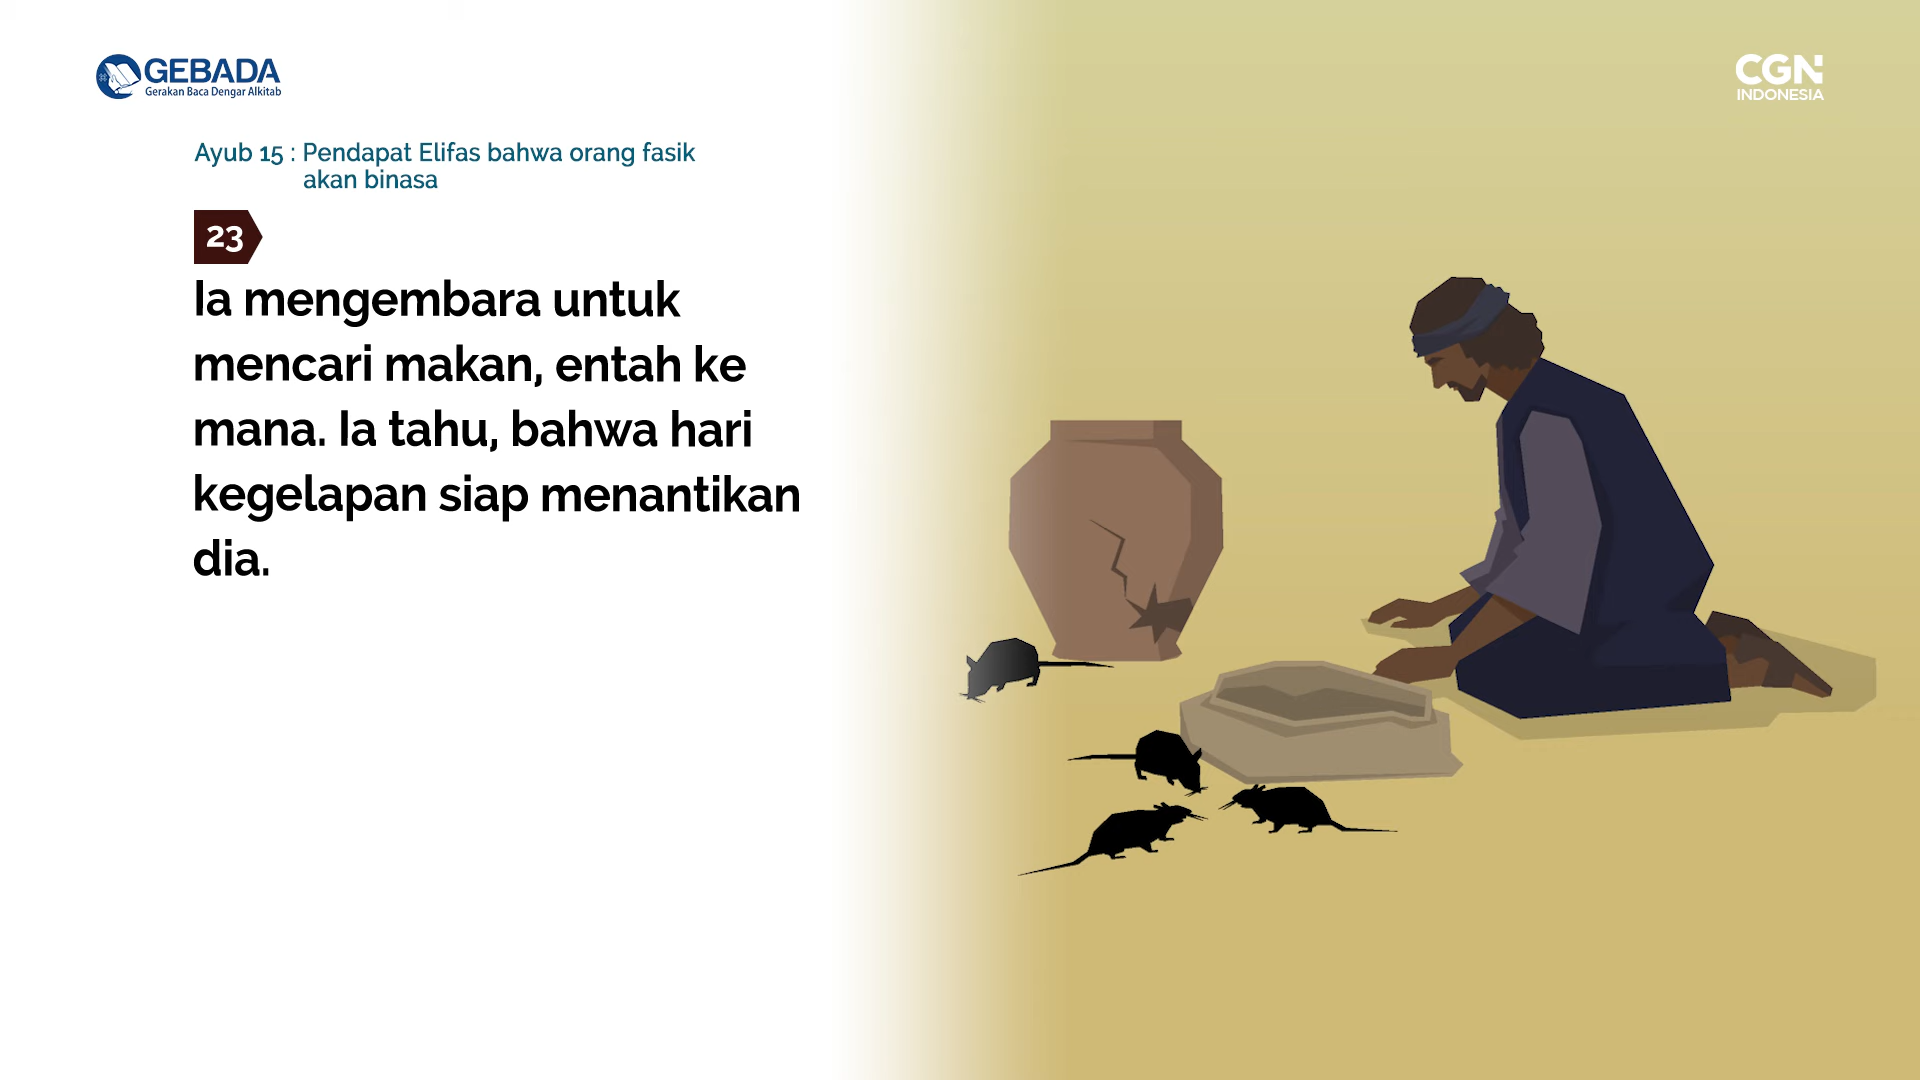 GEBADA
Gerakan Baca Dengar Alkitab
CGN
INDONESIA
Ayub 15 : Pendapat Elifas bahwa orang fasik
akan binasa
23
Ia mengembara untuk
mencari makan, entah ke
mana. Ia tahu, bahwa hari
kegelapan siap menantikan
dia.